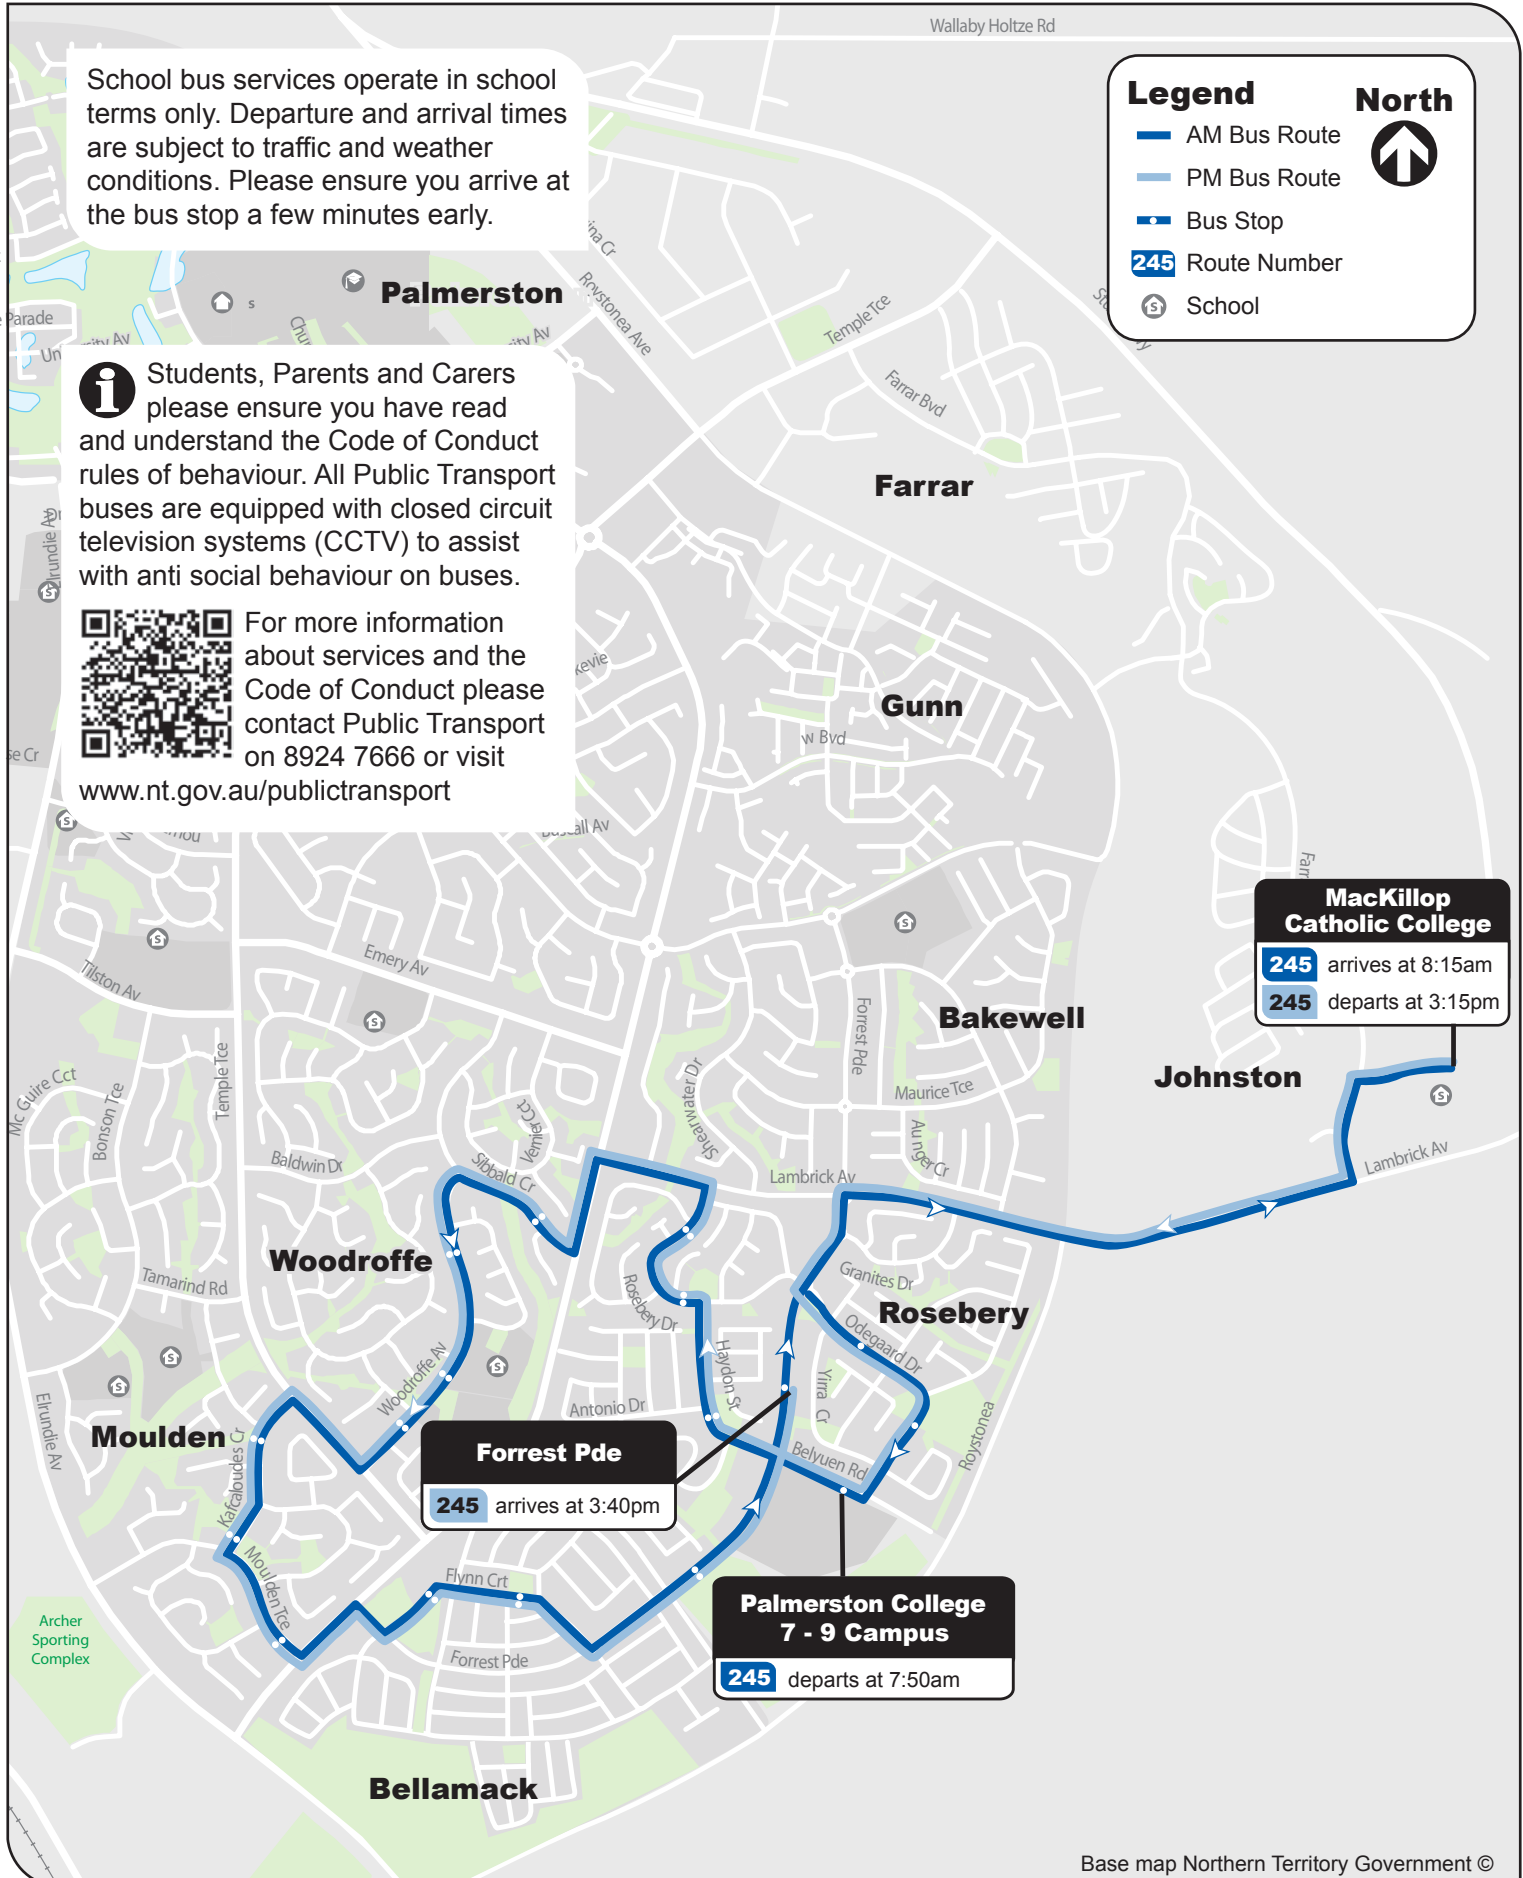 Wallaby Holtze Rd
School bus services operate in school
terms only. Departure and arrival times
are subject to traffic and weather
conditions. Please ensure you arrive at
the bus stop a few minutes early.
Legend
North
AM Bus Route
PM Bus Route
Bus Stop
245 Route Number
S School
Palmerston
s
Parade
Roystonea Ave
Temple Tce
Farrar Bvd
Farrar
i Students, Parents and Carers
please ensure you have read
and understand the Code of Conduct
rules of behaviour. All Public Transport
buses are equipped with closed circuit
television systems (CCTV) to assist
with anti social behaviour on buses.
For more information
about services and the
Code of Conduct please
contact Public Transport
on 8924 7666 or visit
www.nt.gov.au/publictransport
Gunn
w Bvd
MacKillop
Catholic College
245 arrives at 8:15am
245 departs at 3:15pm
Tilston Av
Emery Av
Forrest Pde
Bakewell
Johnston
Maurice Tce
Aunger Cr
Shearwater Dr
Mc Guire Cct
Bonson Tce
Temple Tce
Vernier Cct
Baldwin Dr
Sibbald Cr
Lambrick Av
Lambrick Av
Woodroffe
Tamarind Rd
Granites Dr
Rosebery
Rosebery Dr
Odegaard Dr
Haydon St
Yirra Cr
Woodroffe Av
Antonio Dr
Elrundie Av
Moulden
Kafcaloudes Cr
Roystonea
Belyuen Rd
Forrest Pde
245 arrives at 3:40pm
Moulden Tce
Flynn Crt
Archer
Sporting
Complex
Forrest Pde
Palmerston College
7 - 9 Campus
245 departs at 7:50am
Bellamack
Base map Northern Territory Government ©